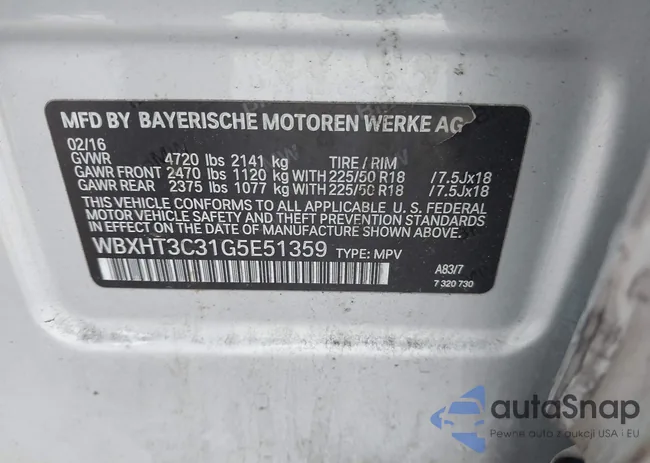 MFD BY BAYERISCHE MOTOREN WERKE AG
02/16
GVWR 4720 lbs 2141 kg TIRE / RIM
GAWR FRONT 2470 lbs 1120 kg WITH 225/50 R18 /7.5Jx18
GAWR REAR 2375 lbs 1077 kg WITH 225/50 R18 /7.5Jx18
THIS VEHICLE CONFORMS TO ALL APPLICABLE U. S. FEDERAL
MOTOR VEHICLE SAFETY AND THEFT PREVENTION STANDARDS
IN EFFECT ON THE DATE OF MANUFACTURE SHOWN ABOVE.
WBXHT3C31G5E51359 TYPE: MPV
A83/7
7 320 730
autoSnap
Pewne auta z aukcji USA i EU